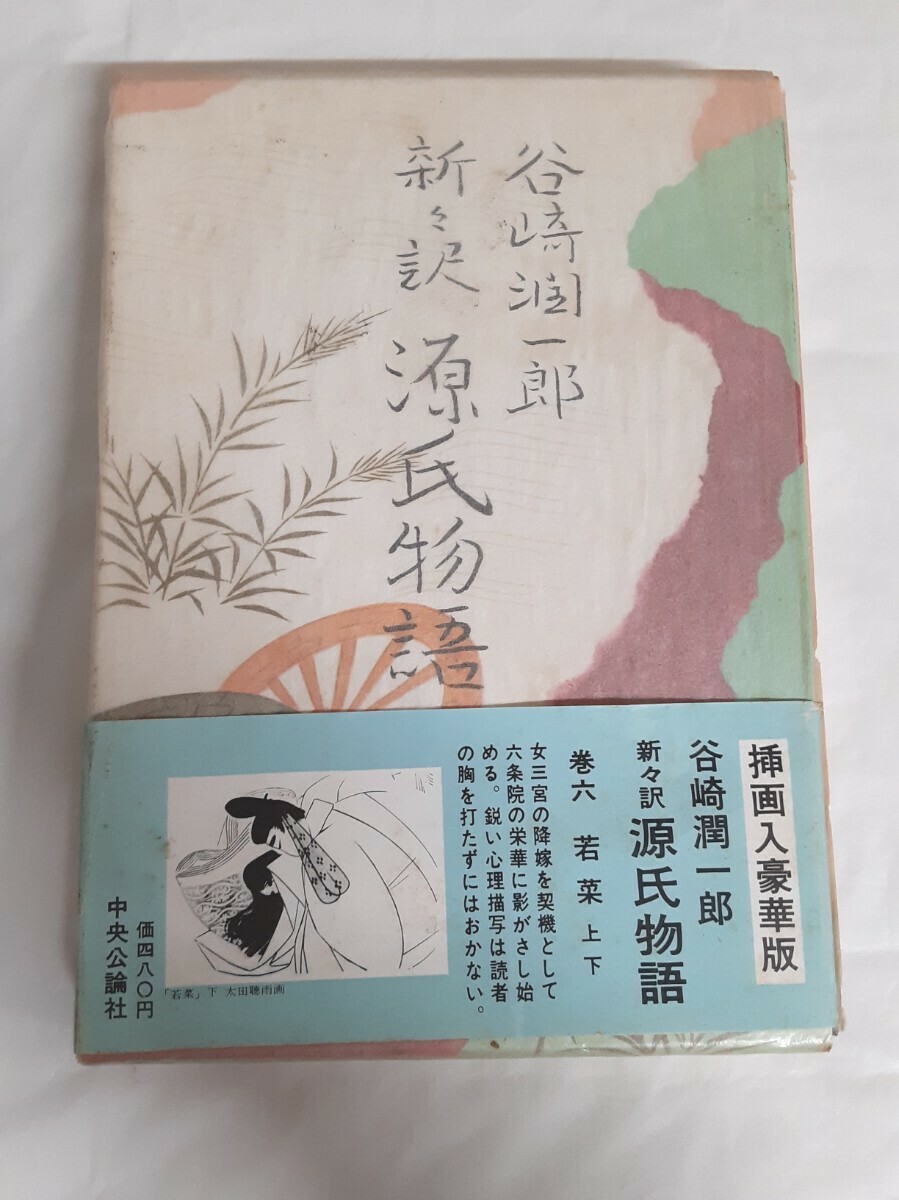 谷崎潤一郎
新々訳 源氏物語
挿画入豪華版
谷崎潤一郎
新々訳 源氏物語
巻六 若菜 上下
女三宮の降嫁を契機として
六条院の栄華に影がさし始
める。鋭い心理描写は読者
の胸を打たずにはおかない。
「若菜」下 太田聴雨画
価四八〇円
中央公論社